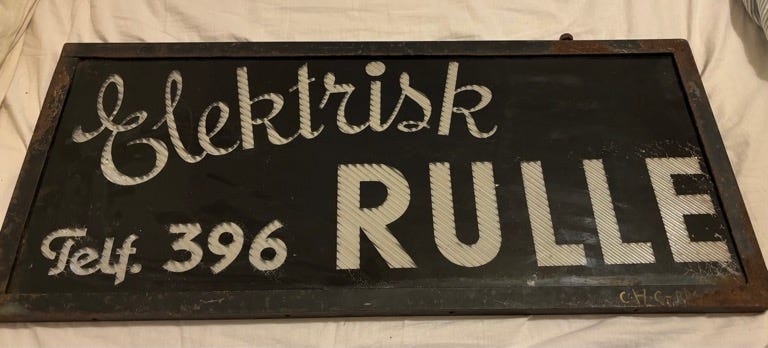 Elektrisk
RULLE
Telf. 396